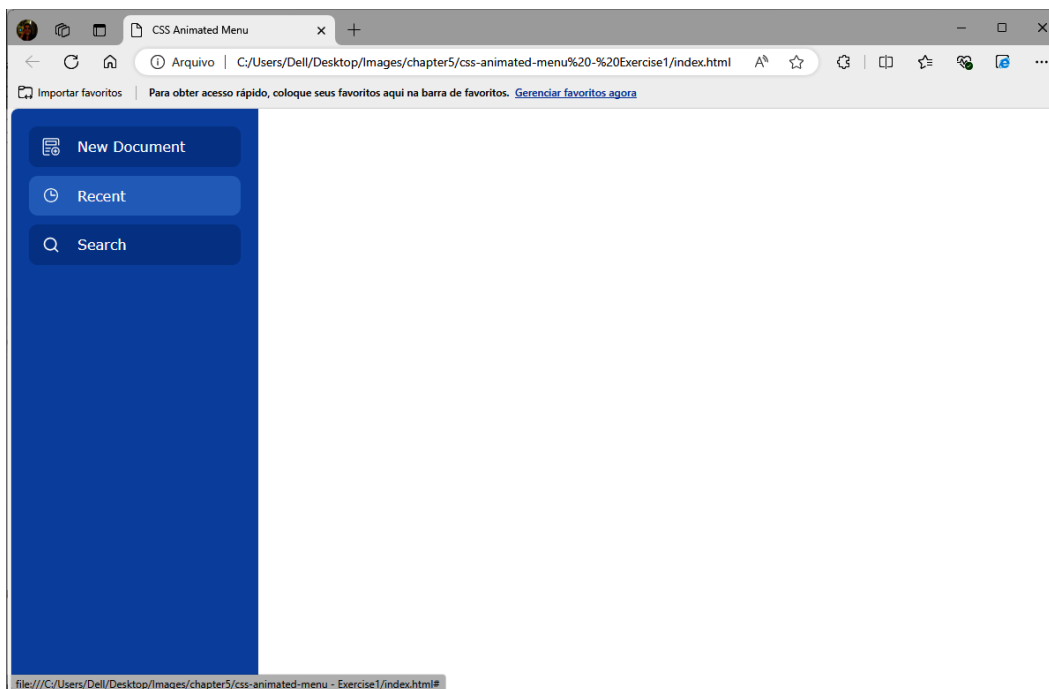 CSS Animated Menu
Arquivo C:/Users/Dell/Desktop/Images/chapter5/css-animated-menu%20-%20Exercise1/index.html
Importar favoritos Para obter acesso rápido, coloque seus favoritos aqui na barra de favoritos. Gerenciar favoritos agora
New Document
Recent
Search
file:///C:/Users/Dell/Desktop/Images/chapter5/css-animated-menu - Exercise1/index.html#